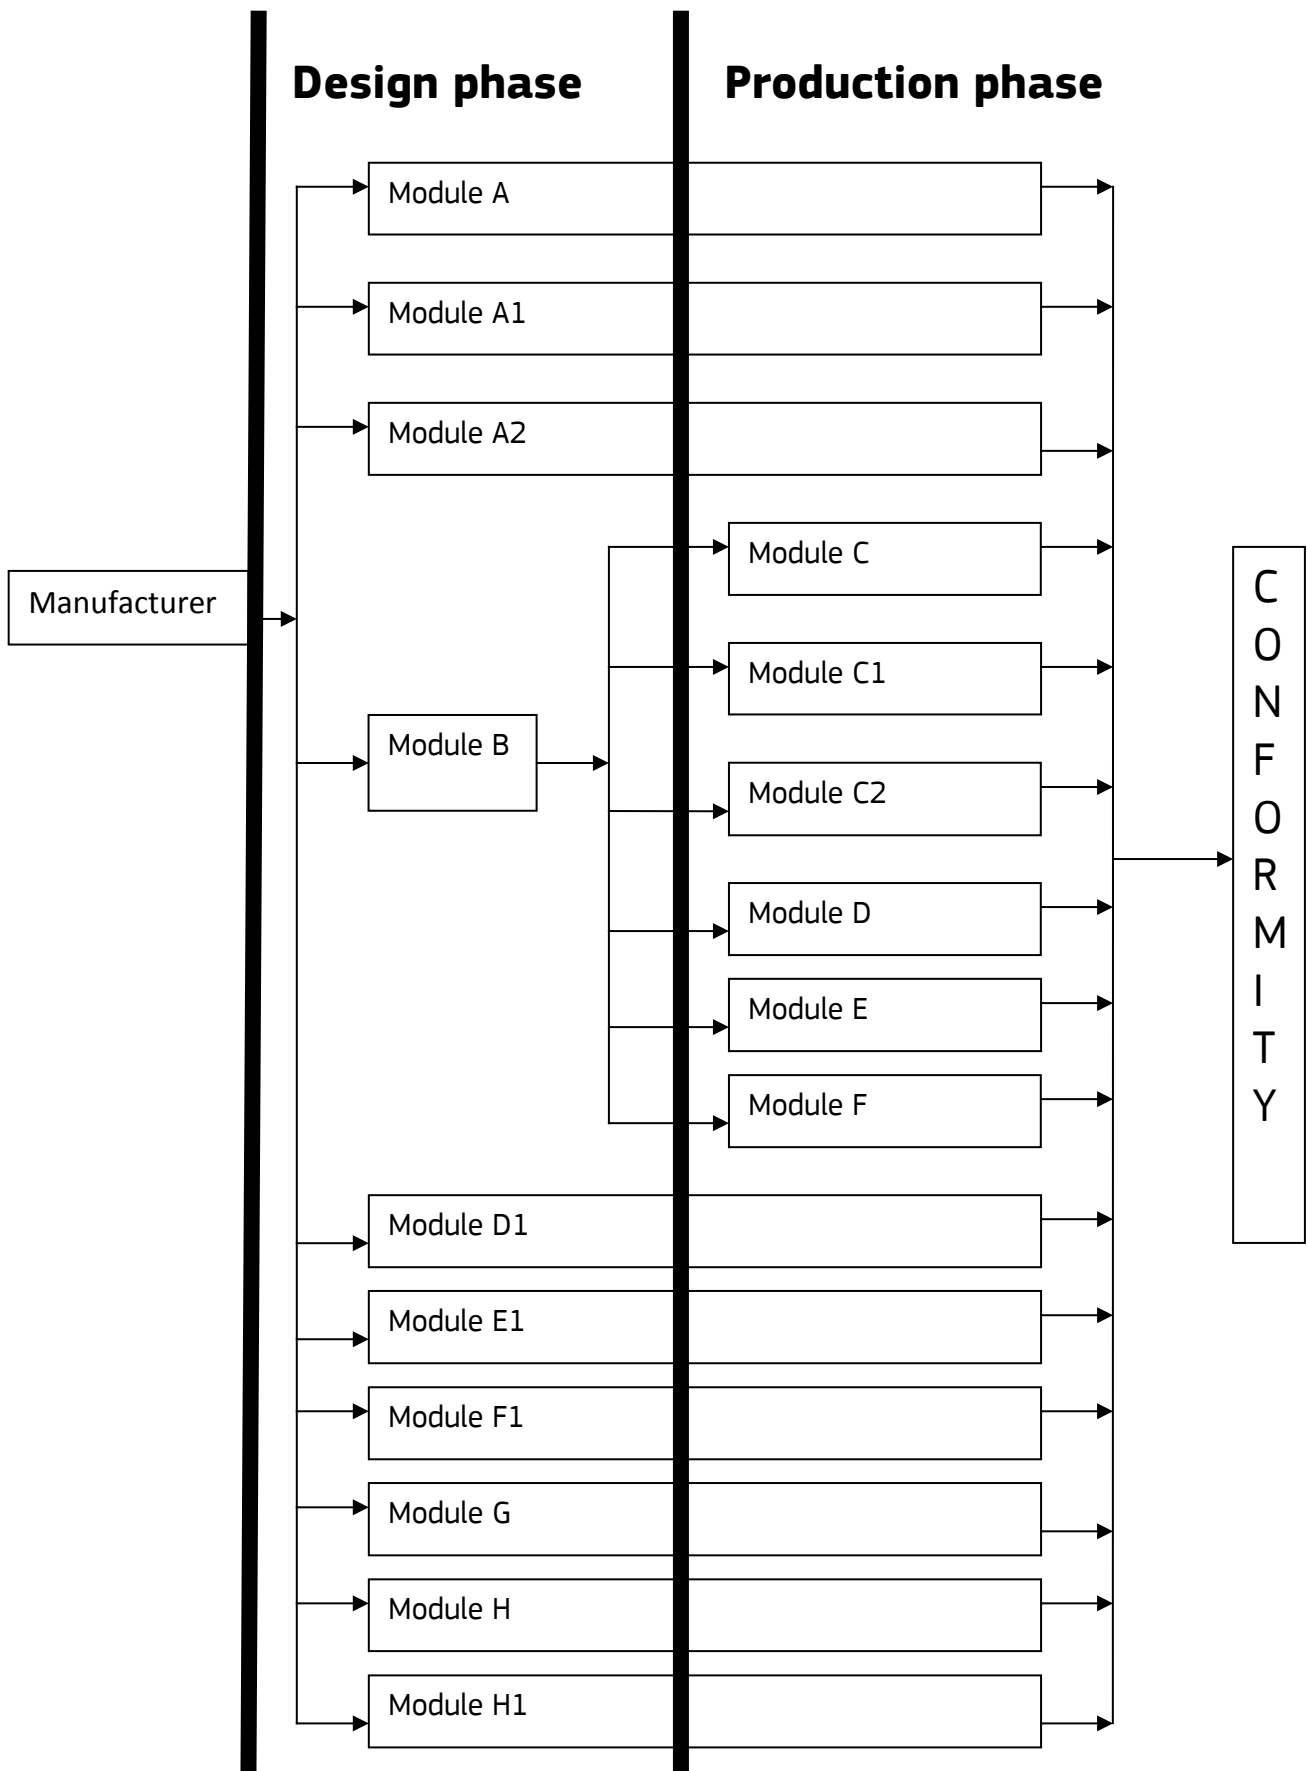 Design phase
Production phase
Module A
Module A1
Module A2
Module C
Manufacturer
Module C1
Module B
Module C2
Module D
Module E
Module F
Module D1
Module E1
Module F1
Module G
Module H
Module H1
C
O
N
F
O
R
M
I
T
Y